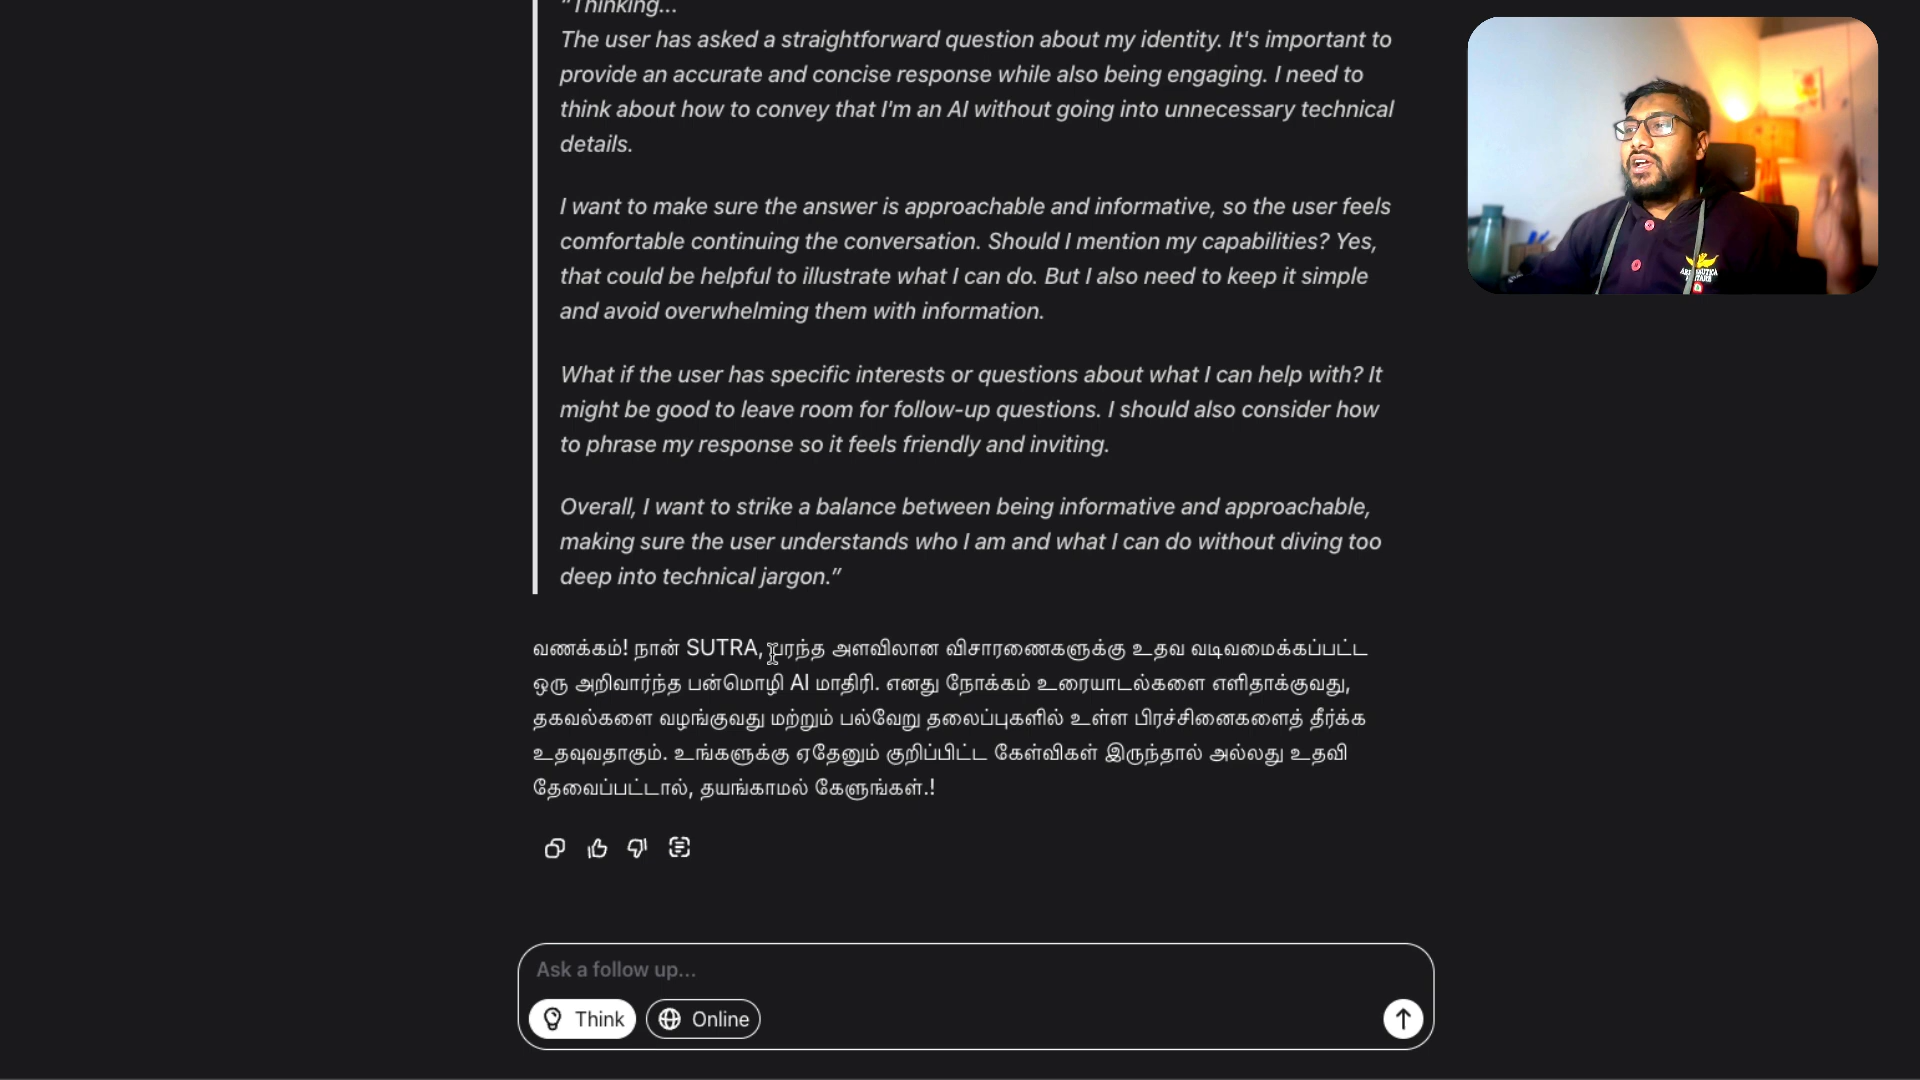 "Thinking...
The user has asked a straightforward question about my identity. It's important to
provide an accurate and concise response while also being engaging. I need to
think about how to convey that I'm an AI without going into unnecessary technical
details.
I want to make sure the answer is approachable and informative, so the user feels
comfortable continuing the conversation. Should I mention my capabilities? Yes,
that could be helpful to illustrate what I can do. But I also need to keep it simple
and avoid overwhelming them with information.
What if the user has specific interests or questions about what I can help with? It
might be good to leave room for follow-up questions. I should also consider how
to phrase my response so it feels friendly and inviting.
Overall, I want to strike a balance between being informative and approachable,
making sure the user understands who I am and what I can do without diving too
deep into technical jargon.”
வணக்கம்! நான் SUTRA, பரந்த அளவிலான விசாரணைகளுக்கு உதவ வடிவமைக்கப்பட்ட
ஒரு அறிவார்ந்த பன்மொழி AI மாதிரி. எனது நோக்கம் உரையாடல்களை எளிதாக்குவது,
தகவல்களை வழங்குவது மற்றும் பல்வேறு தலைப்புகளில் உள்ள பிரச்சினைகளைத் தீர்க்க
உதவுவதாகும். உங்களுக்கு ஏதேனும் குறிப்பிட்ட கேள்விகள் இருந்தால் அல்லது உதவி
தேவைப்பட்டால், தயங்காமல் கேளுங்கள்.!
Ask a follow up...
Think
Online